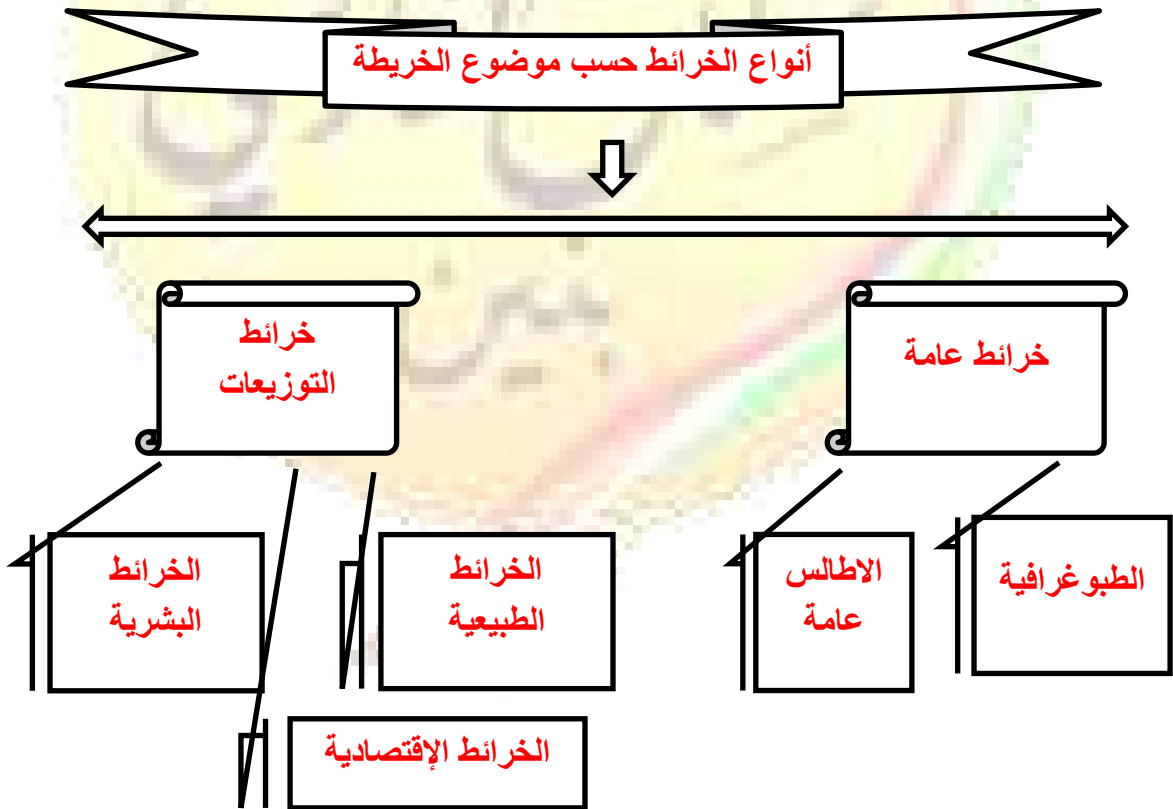 أنواع الخرائط حسب موضوع الخريطة
خرائط عامة
خرائط
التوزيعات
الطبوغرافية
الاطالس
عامة
الخرائط
الطبيعية
الخرائط
البشرية
الخرائط الإقتصادية